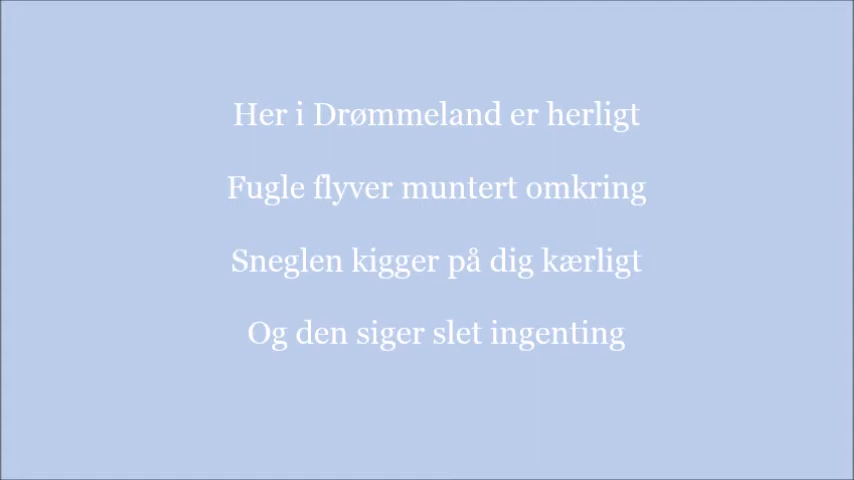 Her i Drømmeland er herligt
Fugle flyver muntert omkring
Sneglen kigger på dig kærligt
Og den siger slet ingenting